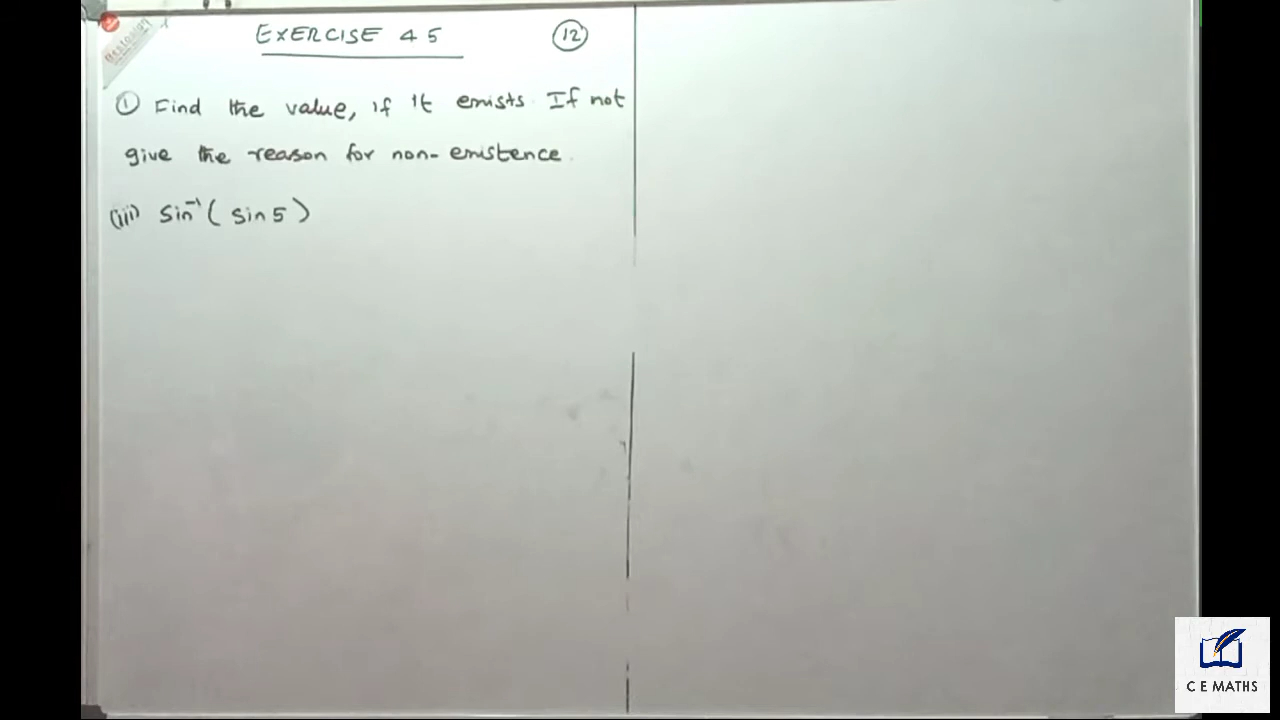 EXERCISE 4 5
12
① Find the value, if it exists. If not
give the reason for non-existence.
(iii) sin⁻¹( sin 5 )
C E MATHS